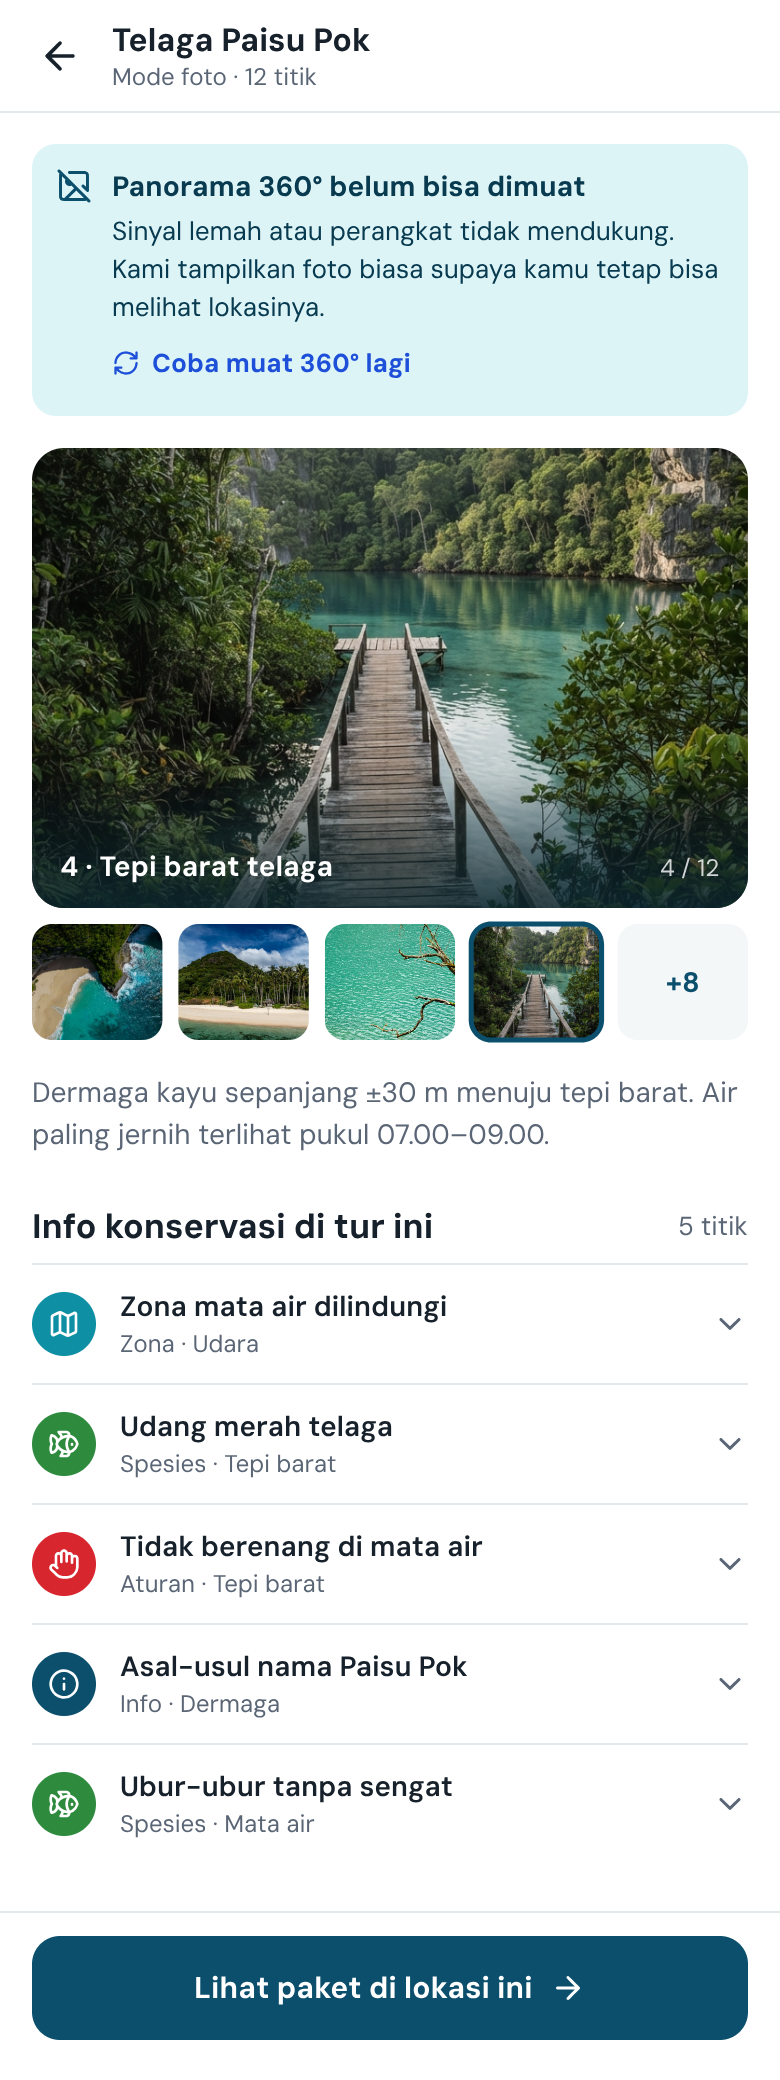 Telaga Paisu Pok
Mode foto · 12 titik
Panorama 360° belum bisa dimuat
Sinyal lemah atau perangkat tidak mendukung.
Kami tampilkan foto biasa supaya kamu tetap bisa
melihat lokasinya.
Coba muat 360° lagi
4 · Tepi barat telaga
4 / 12
+8
Dermaga kayu sepanjang ±30 m menuju tepi barat. Air
paling jernih terlihat pukul 07.00–09.00.
Info konservasi di tur ini
5 titik
Zona mata air dilindungi
Zona · Udara
Udang merah telaga
Spesies · Tepi barat
Tidak berenang di mata air
Aturan · Tepi barat
Asal-usul nama Paisu Pok
Info · Dermaga
Ubur-ubur tanpa sengat
Spesies · Mata air
Lihat paket di lokasi ini